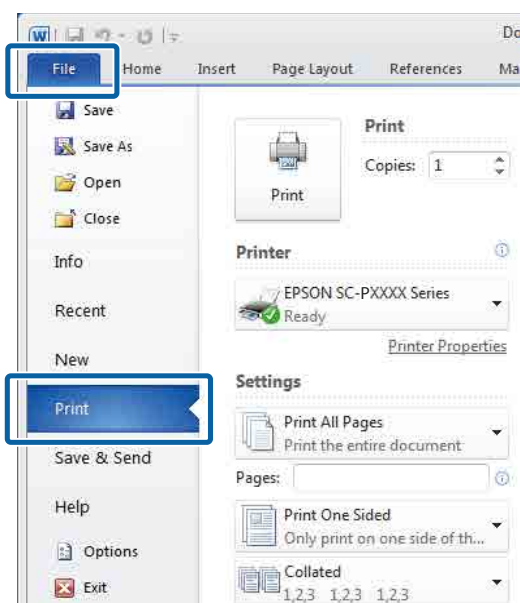 W Do
File Home Insert Page Layout References Ma
Save
Save As
Open
Close
Info
Recent
New
Print
Save & Send
Help
Options
Exit
Print
Print
Copies: 1
Printer
EPSON SC-PXXXX Series
Ready
Printer Properties
Settings
Print All Pages
Print the entire document
Pages:
Print One Sided
Only print on one side of th...
Collated
1,2,3 1,2,3 1,2,3